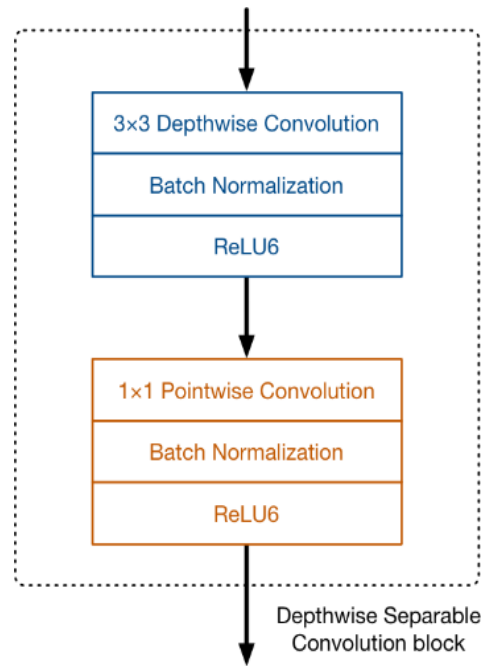 3×3 Depthwise Convolution
Batch Normalization
ReLU6
1×1 Pointwise Convolution
Batch Normalization
ReLU6
Depthwise Separable
Convolution block